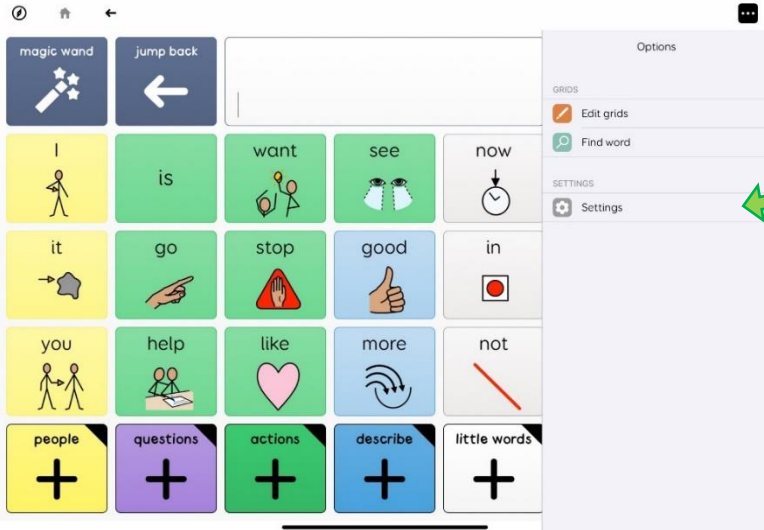 magic wand
jump back
Options
GRIDS
Edit grids
Find word
SETTINGS
Settings
I
is
want
see
now
it
go
stop
good
in
you
help
like
more
not
people
questions
actions
describe
little words